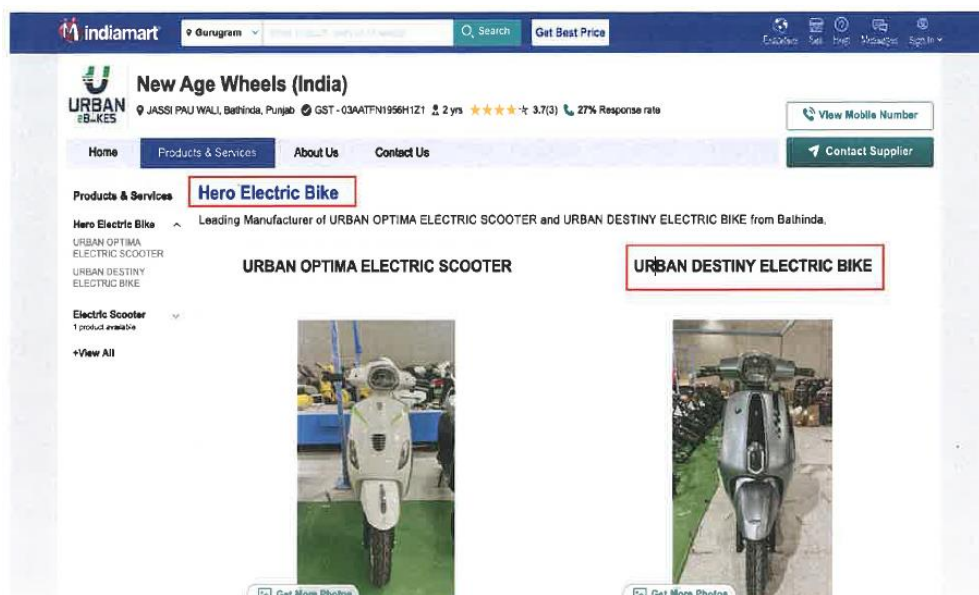 indiamart
Gurugram
Search
Get Best Price
Sell
Help
Messages
Sign In
URBAN
New Age Wheels (India)
JASSI PAU WALI, Bathinda, Punjab GST - 03AATFN1956H1Z1 2 yrs 3.7(3) 27% Response rate
View Mobile Number
Home Products & Services About Us Contact Us
Contact Supplier
Products & Services
Hero Electric Bike
URBAN OPTIMA
ELECTRIC SCOOTER
URBAN DESTINY
ELECTRIC BIKE
Electric Scooter
1 product available
+View All
Hero Electric Bike
Leading Manufacturer of URBAN OPTIMA ELECTRIC SCOOTER and URBAN DESTINY ELECTRIC BIKE from Bathinda.
URBAN OPTIMA ELECTRIC SCOOTER
URBAN DESTINY ELECTRIC BIKE
Get More Photos
Get More Photos